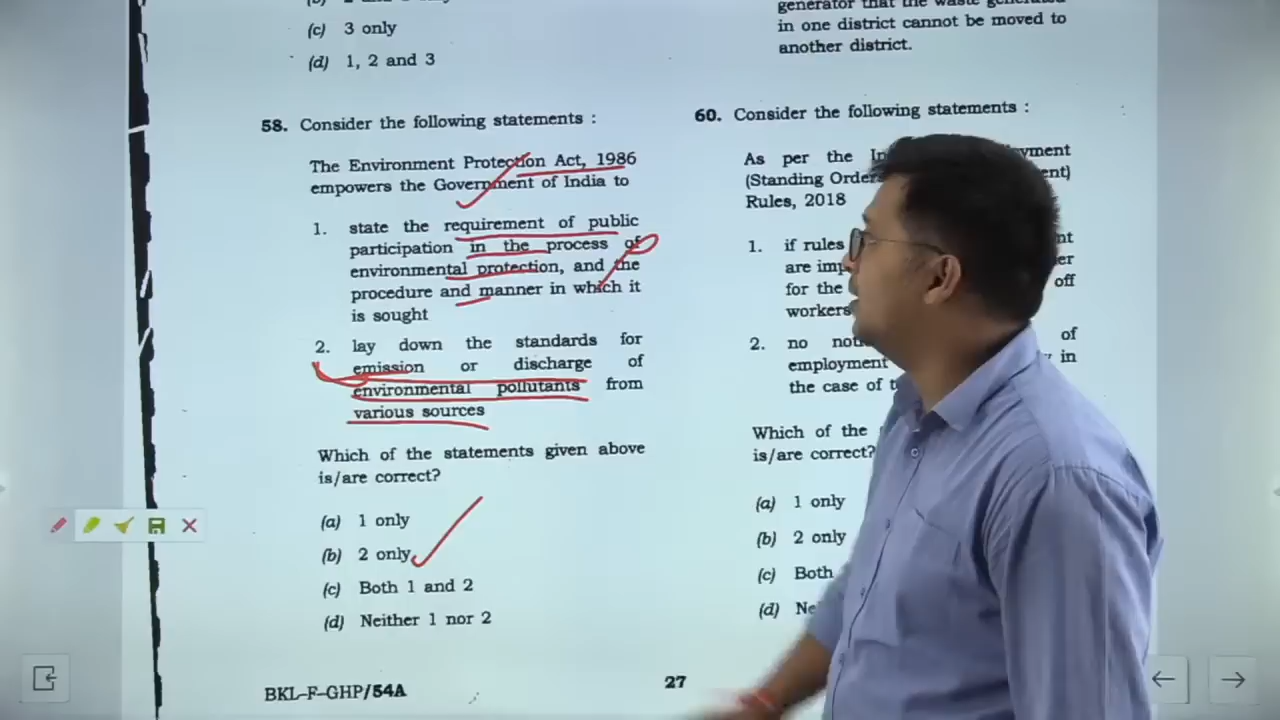 (c) 3 only
(d) 1, 2 and 3
58. Consider the following statements :
The Environment Protection Act, 1986
empowers the Government of India to
1. state the requirement of public
participation in the process of
environmental protection, and the
procedure and manner in which it
is sought
2. lay down the standards for
emission or discharge of
environmental pollutants from
various sources
Which of the statements given above
is/are correct?
(a) 1 only
(b) 2 only
(c) Both 1 and 2
(d) Neither 1 nor 2
BKL-F-GHP/54A
27
generator that the waste
in one district cannot be moved to
another district.
60. Consider the following statements :
As per the
(Standing
Rules, 2018
1. if rules
are
for the off
workers
2. no of
employment in
the case of
Which of the
is/are correct?
(a) 1 only
(b) 2 only
(c) Both
(d)